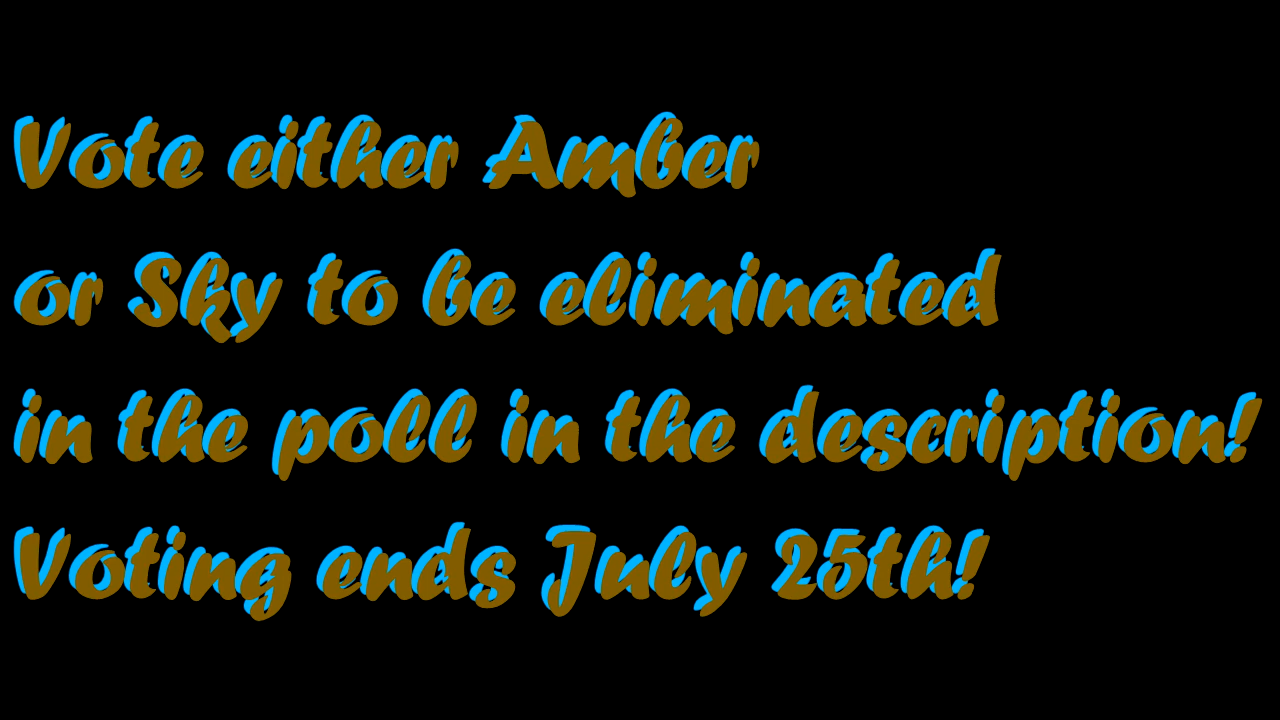 Vote either Amber
or Sky to be eliminated
in the poll in the description!
Voting ends July 25th!